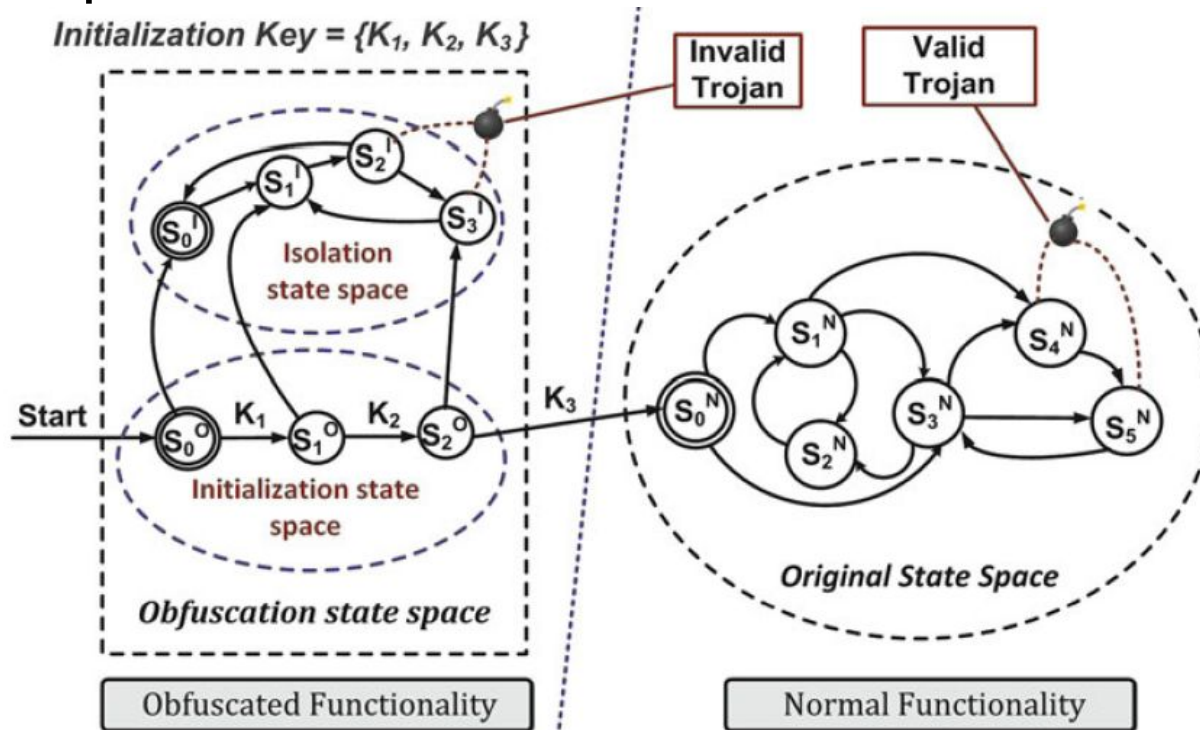 Initialization Key = {K₁, K₂, K₃}
Invalid
Trojan
Valid
Trojan
S₂ᴵ
S₁ᴵ
S₀ᴵ
S₃ᴵ
Isolation
state space
Start
S₀ᴼ
K₁
S₁ᴼ
K₂
S₂ᴼ
K₃
Initialization state
space
Obfuscation state space
S₀ᴺ
S₁ᴺ
S₂ᴺ
S₃ᴺ
S₄ᴺ
S₅ᴺ
Original State Space
Obfuscated Functionality
Normal Functionality